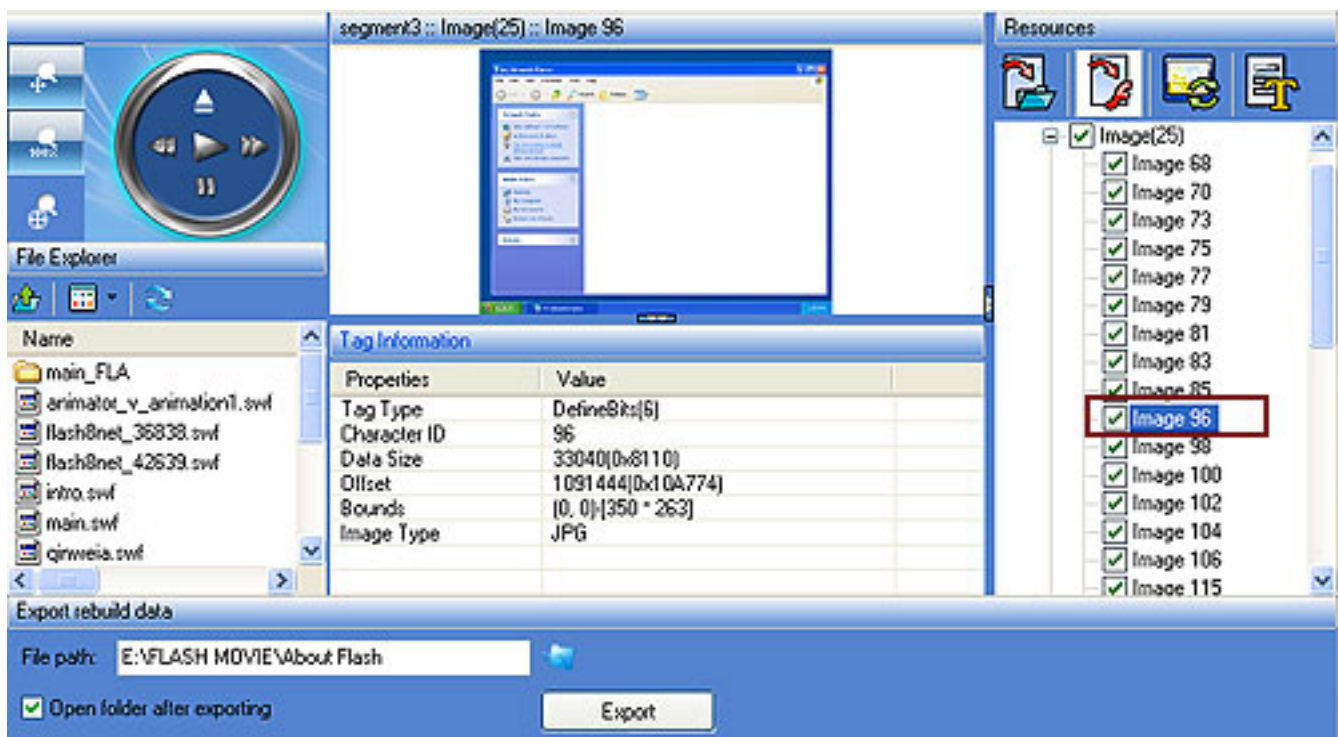 segment3 :: Image(25) :: Image 96
Resources
100%
File Explorer
Name
main_FLA
animator_v_animation1.swf
flash8net_36838.swf
flash8net_42639.swf
intro.swf
main.swf
qinweia.swf
Tag Information
Properties Value
Tag Type DefineBits(6)
Character ID 96
Data Size 33040(0x8110)
Offset 1091444(0x10A774)
Bounds (0, 0)-[350 * 263]
Image Type JPG
Image(25)
Image 68
Image 70
Image 73
Image 75
Image 77
Image 79
Image 81
Image 83
Image 85
Image 96
Image 98
Image 100
Image 102
Image 104
Image 106
Image 115
Export rebuild data
File path: E:\FLASH MOVIE\About Flash
Open folder after exporting
Export